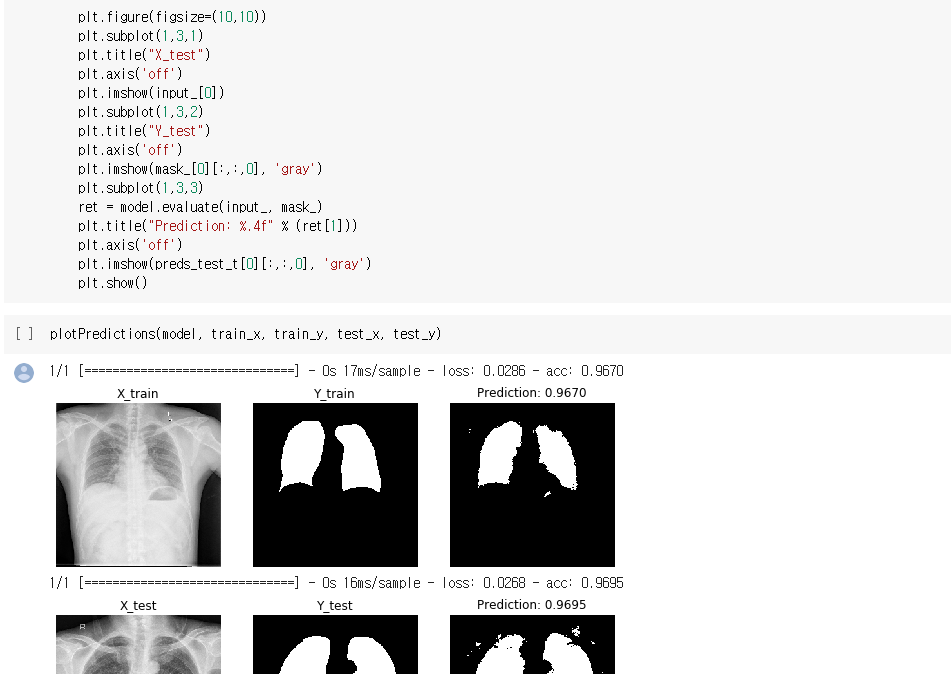 plt.figure(figsize=(10,10))
plt.subplot(1,3,1)
plt.title("X_test")
plt.axis('off')
plt.imshow(input_[0])
plt.subplot(1,3,2)
plt.title("Y_test")
plt.axis('off')
plt.imshow(mask_[0][:,:,0], 'gray')
plt.subplot(1,3,3)
ret = model.evaluate(input_, mask_)
plt.title("Prediction: %.4f" % (ret[1]))
plt.axis('off')
plt.imshow(preds_test_t[0][:,:,0], 'gray')
plt.show()
[ ] plotPredictions(model, train_x, train_y, test_x, test_y)
1/1 [==============================] - 0s 17ms/sample - loss: 0.0286 - acc: 0.9670
X_train Y_train Prediction: 0.9670
1/1 [==============================] - 0s 16ms/sample - loss: 0.0268 - acc: 0.9695
X_test Y_test Prediction: 0.9695
R